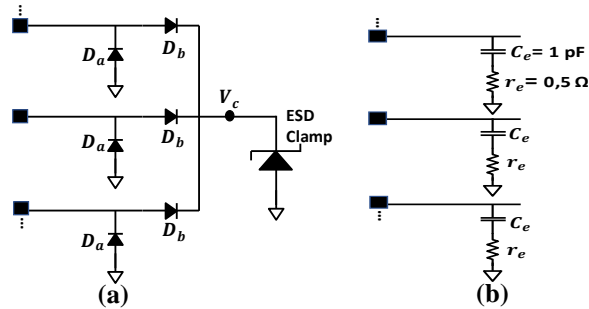 D_b
D_a
V_c
ESD
Clamp
D_b
D_a
D_b
D_a
(a)
C_e = 1 pF
r_e = 0,5 Ω
C_e
r_e
C_e
r_e
(b)